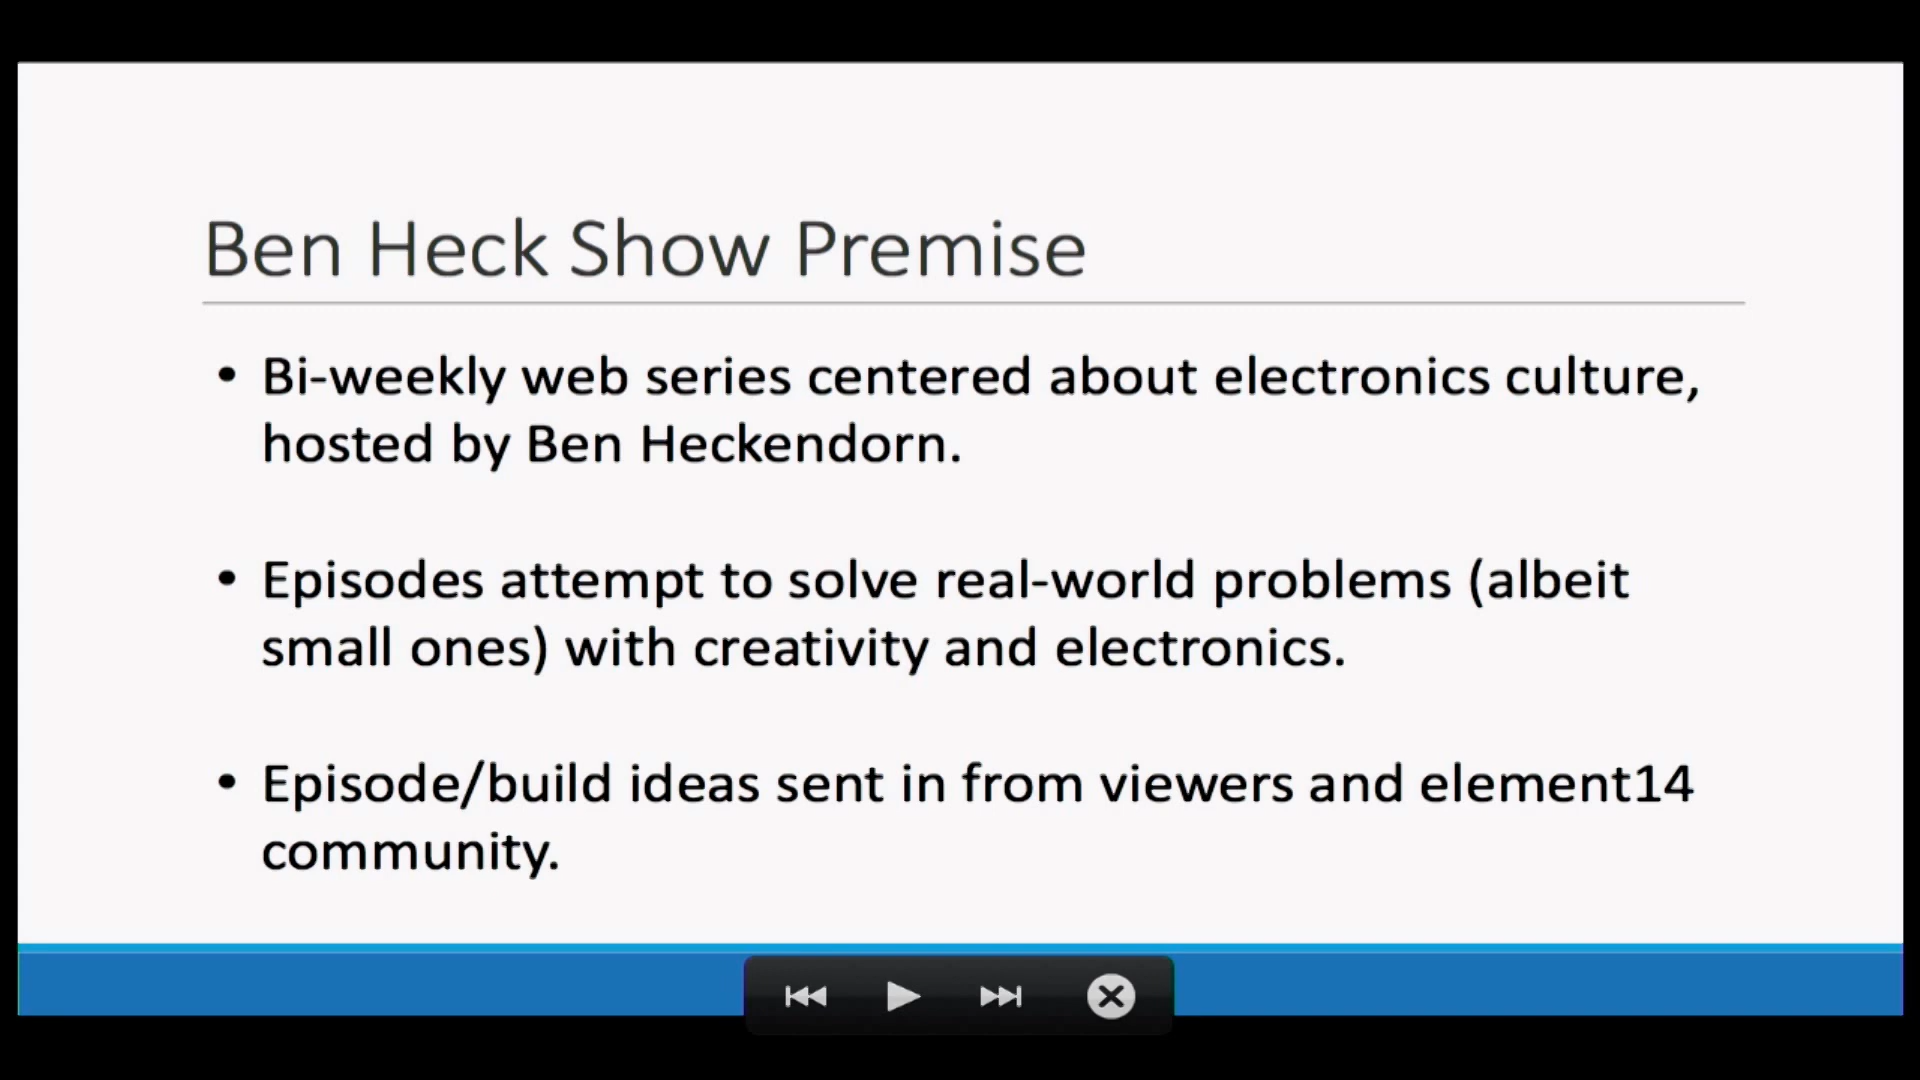 Ben Heck Show Premise
• Bi-weekly web series centered about electronics culture,
hosted by Ben Heckendorn.
• Episodes attempt to solve real-world problems (albeit
small ones) with creativity and electronics.
• Episode/build ideas sent in from viewers and element14
community.